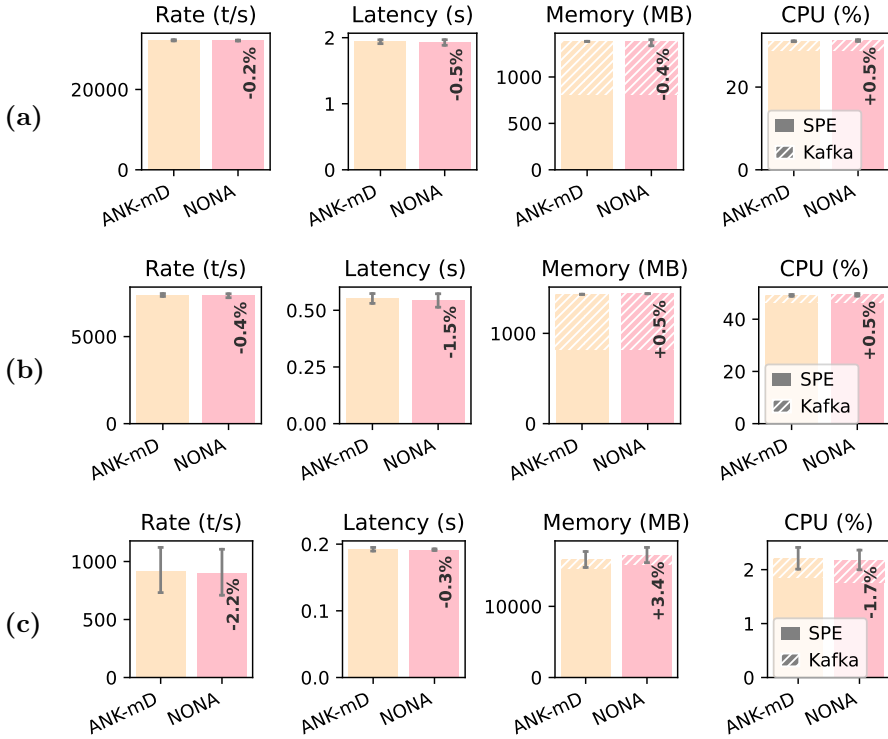 Rate (t/s) Latency (s) Memory (MB) CPU (%)
(a)
20000
0
-0.2%
ANK-mD NONA
2
1
0
-0.5%
ANK-mD NONA
1000
500
0
-0.4%
ANK-mD NONA
20
0
+0.5%
SPE
Kafka
ANK-mD NONA
Rate (t/s) Latency (s) Memory (MB) CPU (%)
(b)
5000
0
-0.4%
ANK-mD NONA
0.50
0.25
0.00
-1.5%
ANK-mD NONA
1000
0
+0.5%
ANK-mD NONA
40
20
0
+0.5%
SPE
Kafka
ANK-mD NONA
Rate (t/s) Latency (s) Memory (MB) CPU (%)
(c)
1000
500
0
-2.2%
ANK-mD NONA
0.2
0.1
0.0
-0.3%
ANK-mD NONA
10000
0
+3.4%
ANK-mD NONA
2
1
0
-1.7%
SPE
Kafka
ANK-mD NONA